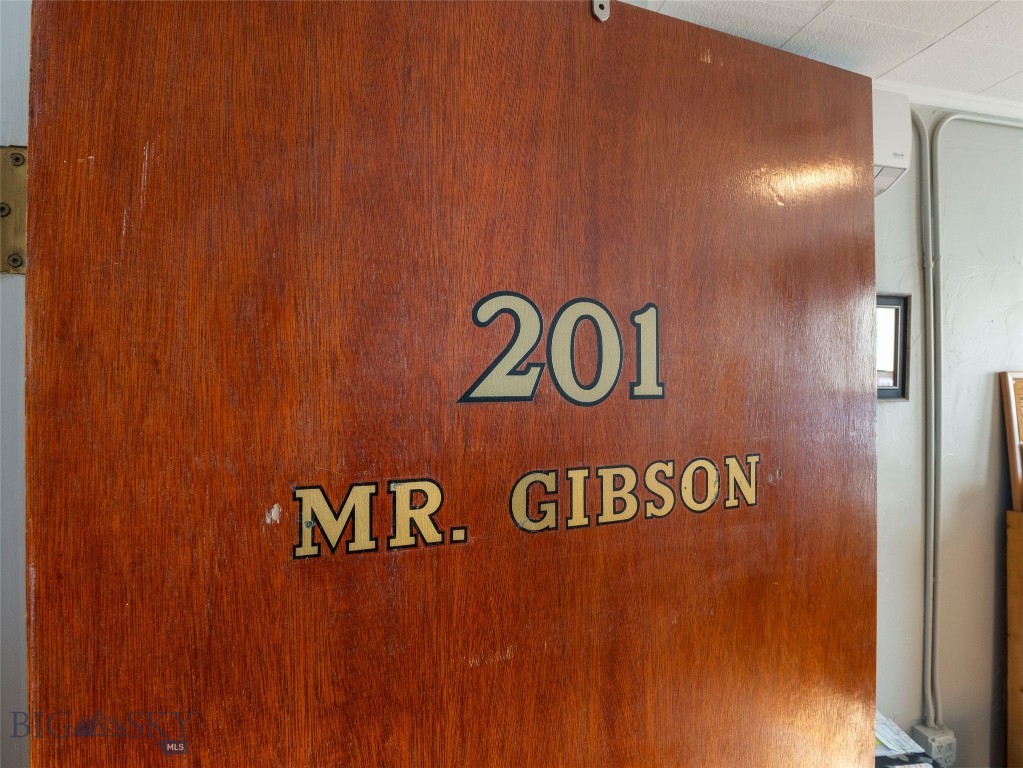 201
MR. GIBSON
BIG SKY
MLS